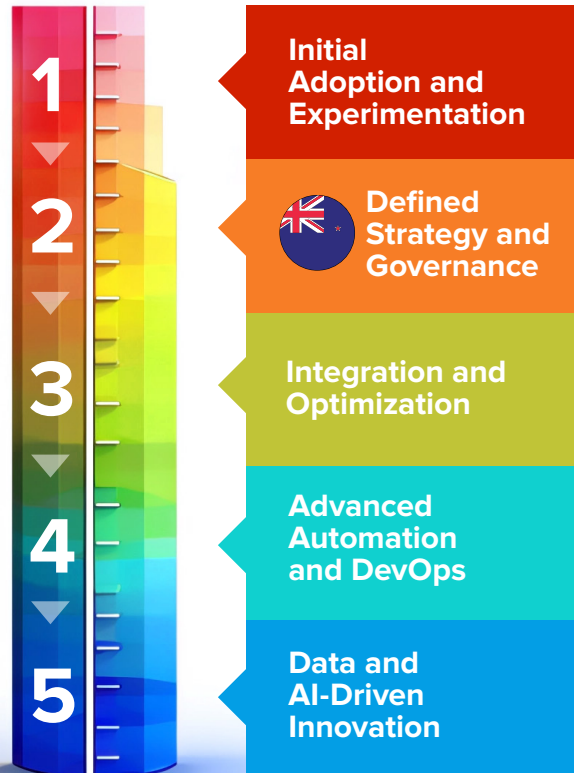 1
Initial
Adoption and
Experimentation
2
Defined
Strategy and
Governance
3
Integration and
Optimization
4
Advanced
Automation
and DevOps
5
Data and
AI-Driven
Innovation